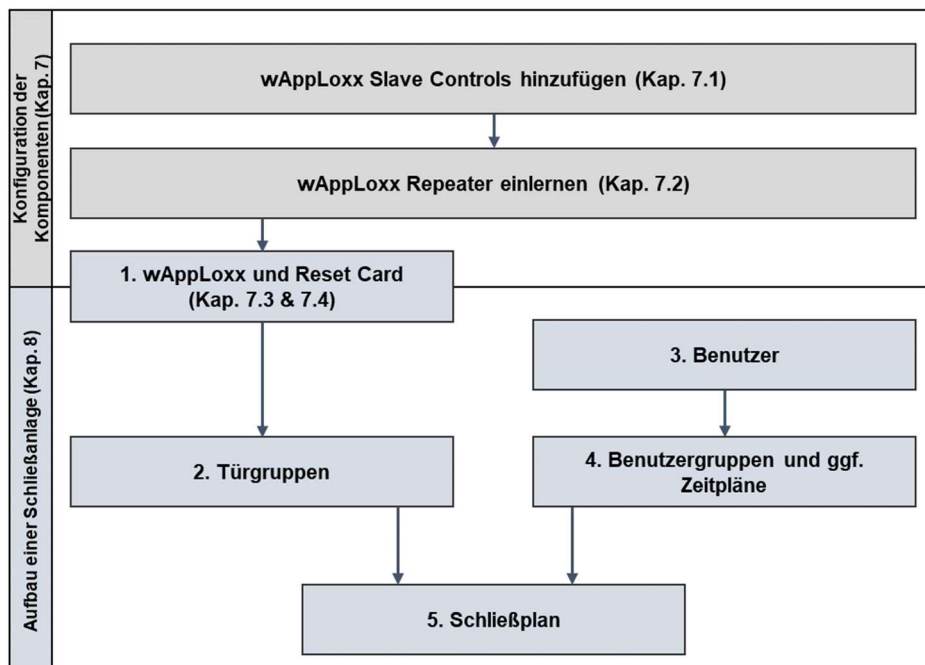 Konfiguration der
Komponenten (Kap. 7)
wAppLoxx Slave Controls hinzufügen (Kap. 7.1)
wAppLoxx Repeater einlernen (Kap. 7.2)
1. wAppLoxx und Reset Card
(Kap. 7.3 & 7.4)
Aufbau einer Schließanlage (Kap. 8)
3. Benutzer
2. Türgruppen
4. Benutzergruppen und ggf.
Zeitpläne
5. Schließplan